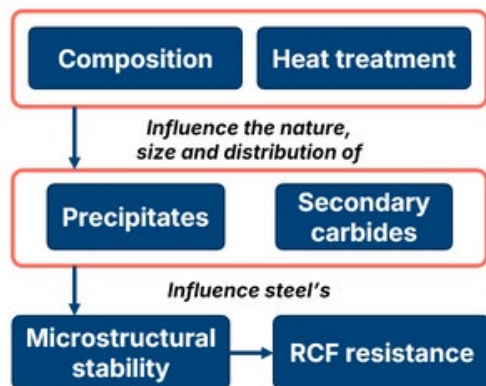 Composition
Heat treatment
Influence the nature,
size and distribution of
Precipitates
Secondary
carbides
Influence steel's
Microstructural
stability
RCF resistance